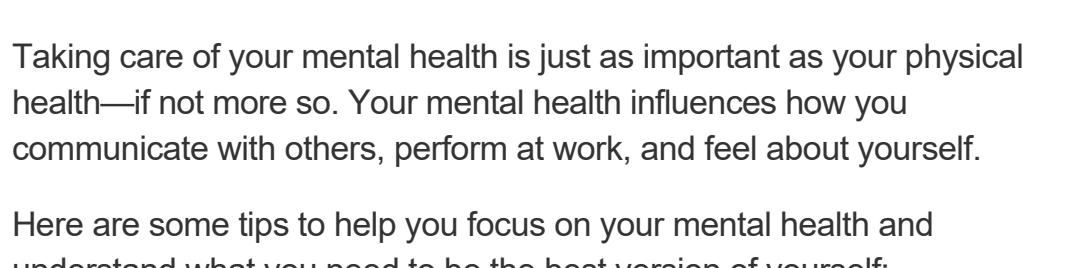 Taking care of your mental health is just as important as your physical
health—if not more so. Your mental health influences how you
communicate with others, perform at work, and feel about yourself.
Here are some tips to help you focus on your mental health and
understand what you need to be the best version of yourself: